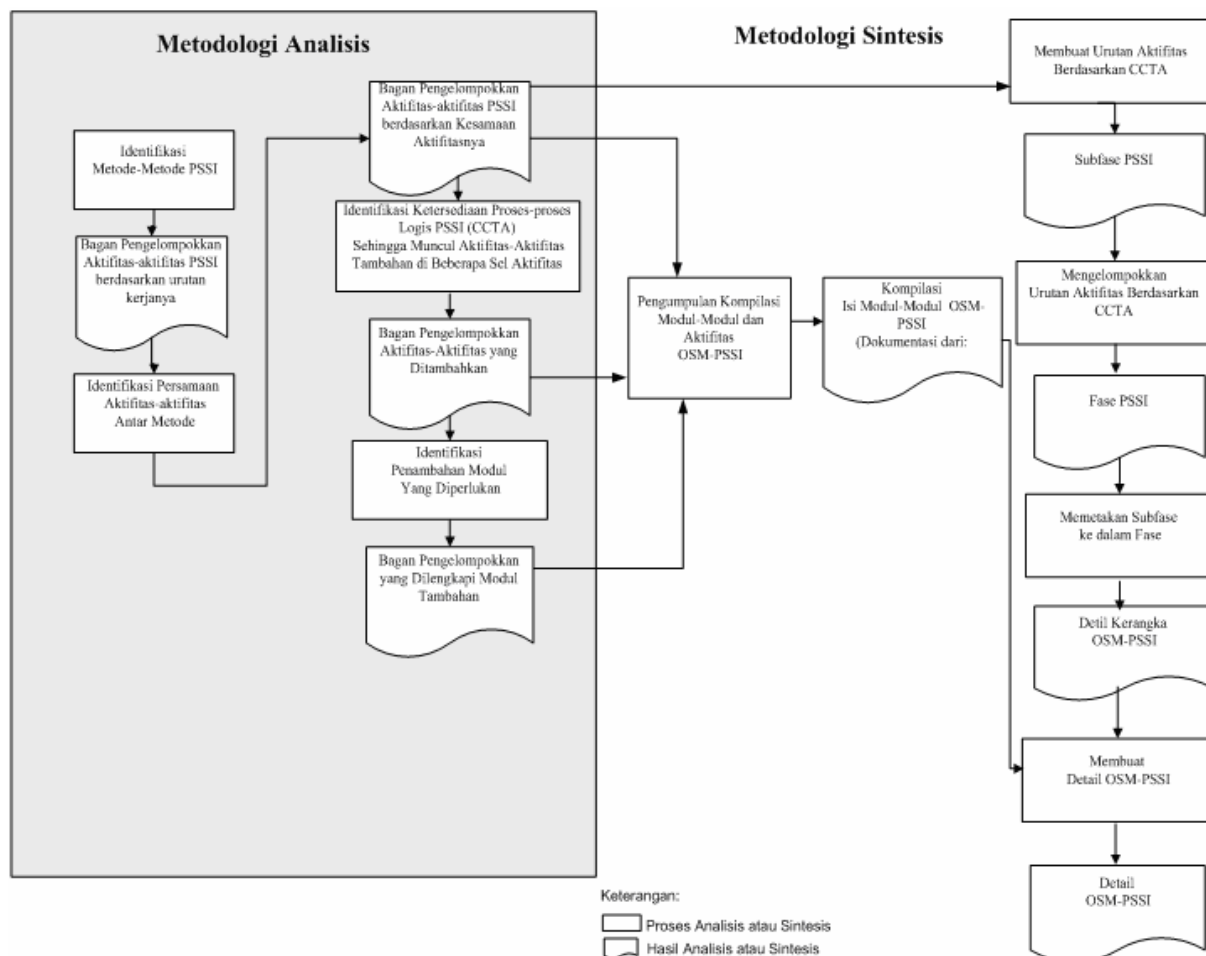 Metodologi Analisis
Identifikasi
Metode-Metode PSSI
Bagan Pengelompokkan
Aktifitas-aktifitas PSSI
berdasarkan urutan
kerjanya
Identifikasi Persamaan
Aktifitas-aktifitas
Antar Metode
Bagan Pengelompokkan
Aktifitas-aktifitas PSSI
berdasarkan Kesamaan
Aktifitasnya
Identifikasi Ketersediaan Proses-proses
Logis PSSI (CCTA)
Sehingga Muncul Aktifitas-Aktifitas
Tambahan di Beberapa Sel Aktifitas
Bagan Pengelompokkan
Aktifitas-Aktifitas yang
Ditambahkan
Identifikasi
Penambahan Modul
Yang Diperlukan
Bagan Pengelompokkan
yang Dilengkapi Modul
Tambahan
Metodologi Sintesis
Pengumpulan Kompilasi
Modul-Modul dan
Aktifitas
OSM-PSSI
Kompilasi
Isi Modul-Modul OSM-
PSSI
(Dokumentasi dari:
Membuat Urutan Aktifitas
Berdasarkan CCTA
Subfase PSSI
Mengelompokkan
Urutan Aktifitas Berdasarkan
CCTA
Fase PSSI
Memetakan Subfase
ke dalam Fase
Detil Kerangka
OSM-PSSI
Membuat
Detail OSM-PSSI
Detail
OSM-PSSI
Keterangan:
Proses Analisis atau Sintesis
Hasil Analisis atau Sintesis